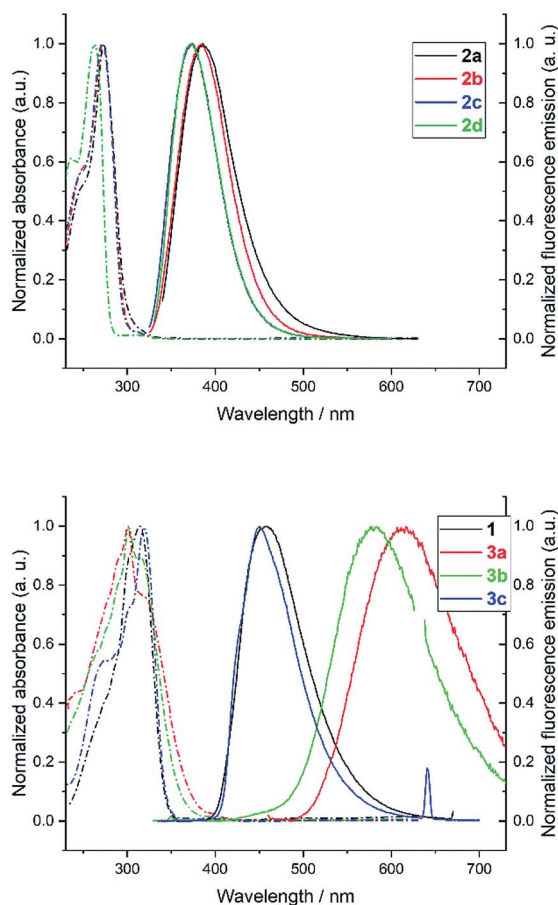 1.0
0.8
0.6
0.4
0.2
0.0
Normalized absorbance (a.u.)
2a
2b
2c
2d
1.0
0.8
0.6
0.4
0.2
0.0
Normalized fluorescence emission (a. u.)
300 400 500 600 700
Wavelength / nm
1.0
0.8
0.6
0.4
0.2
0.0
Normalized absorbance (a. u.)
1
3a
3b
3c
1.0
0.8
0.6
0.4
0.2
0.0
Normalized fluorescence emission (a. u.)
300 400 500 600 700
Wavelength / nm